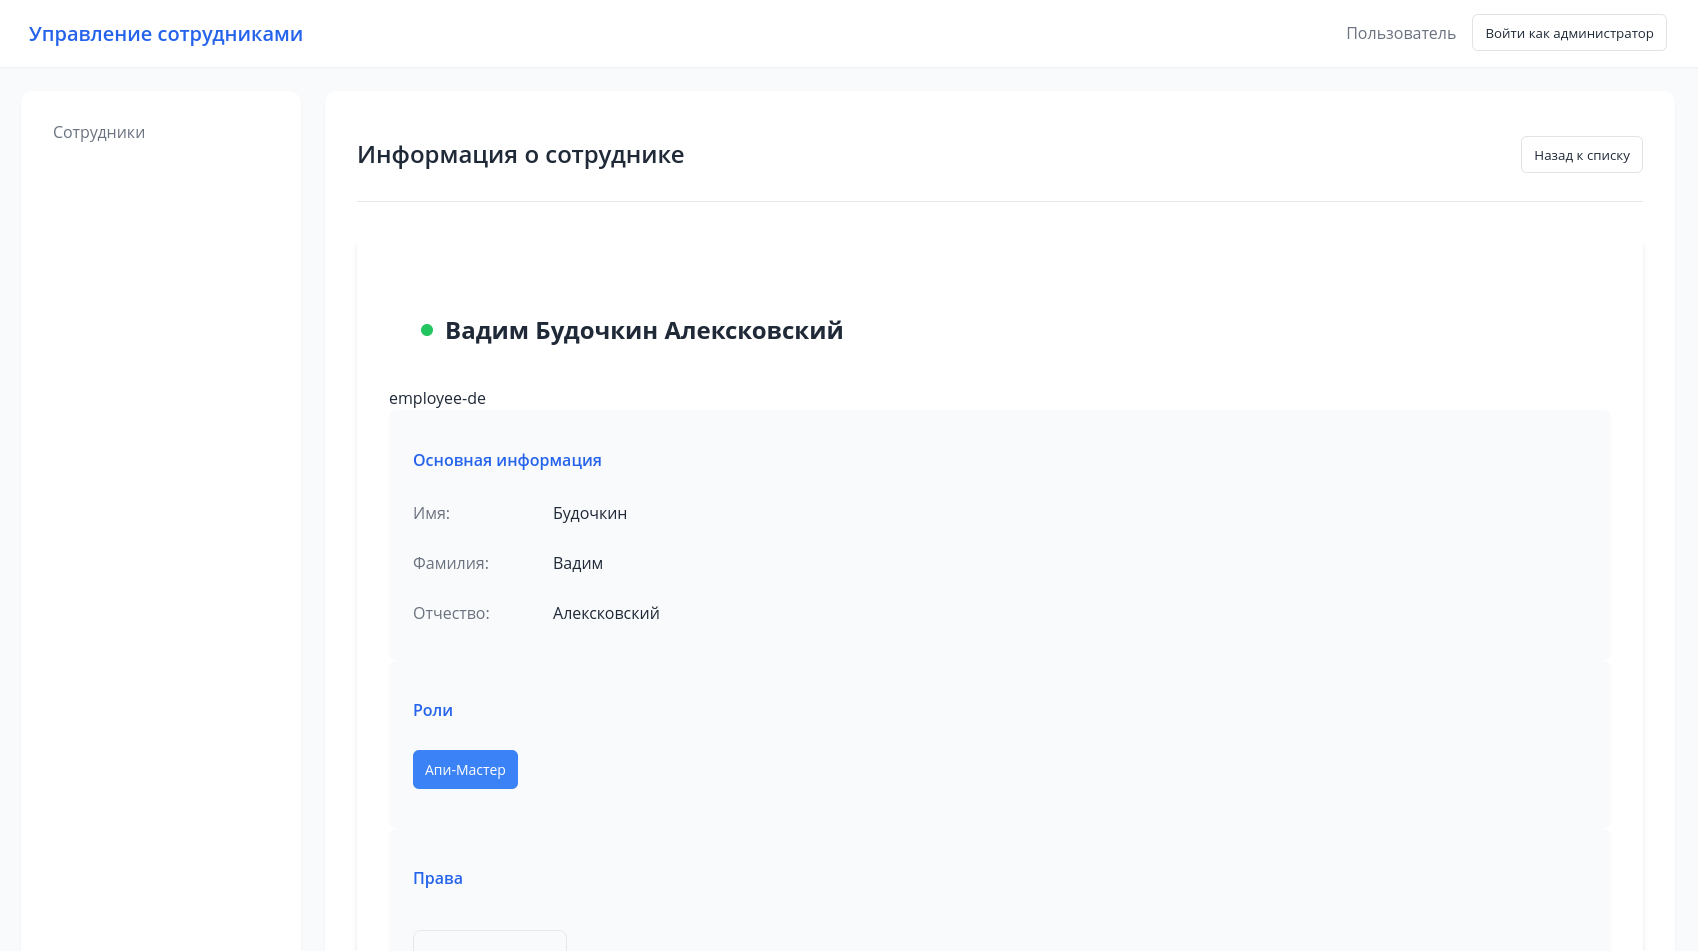 Управление сотрудниками
Пользователь
Войти как администратор
Сотрудники
Информация о сотруднике
Назад к списку
Вадим Будочкин Алексковский
employee-de
Основная информация
Имя: Будочкин
Фамилия: Вадим
Отчество: Алексковский
Роли
Апи-Мастер
Права